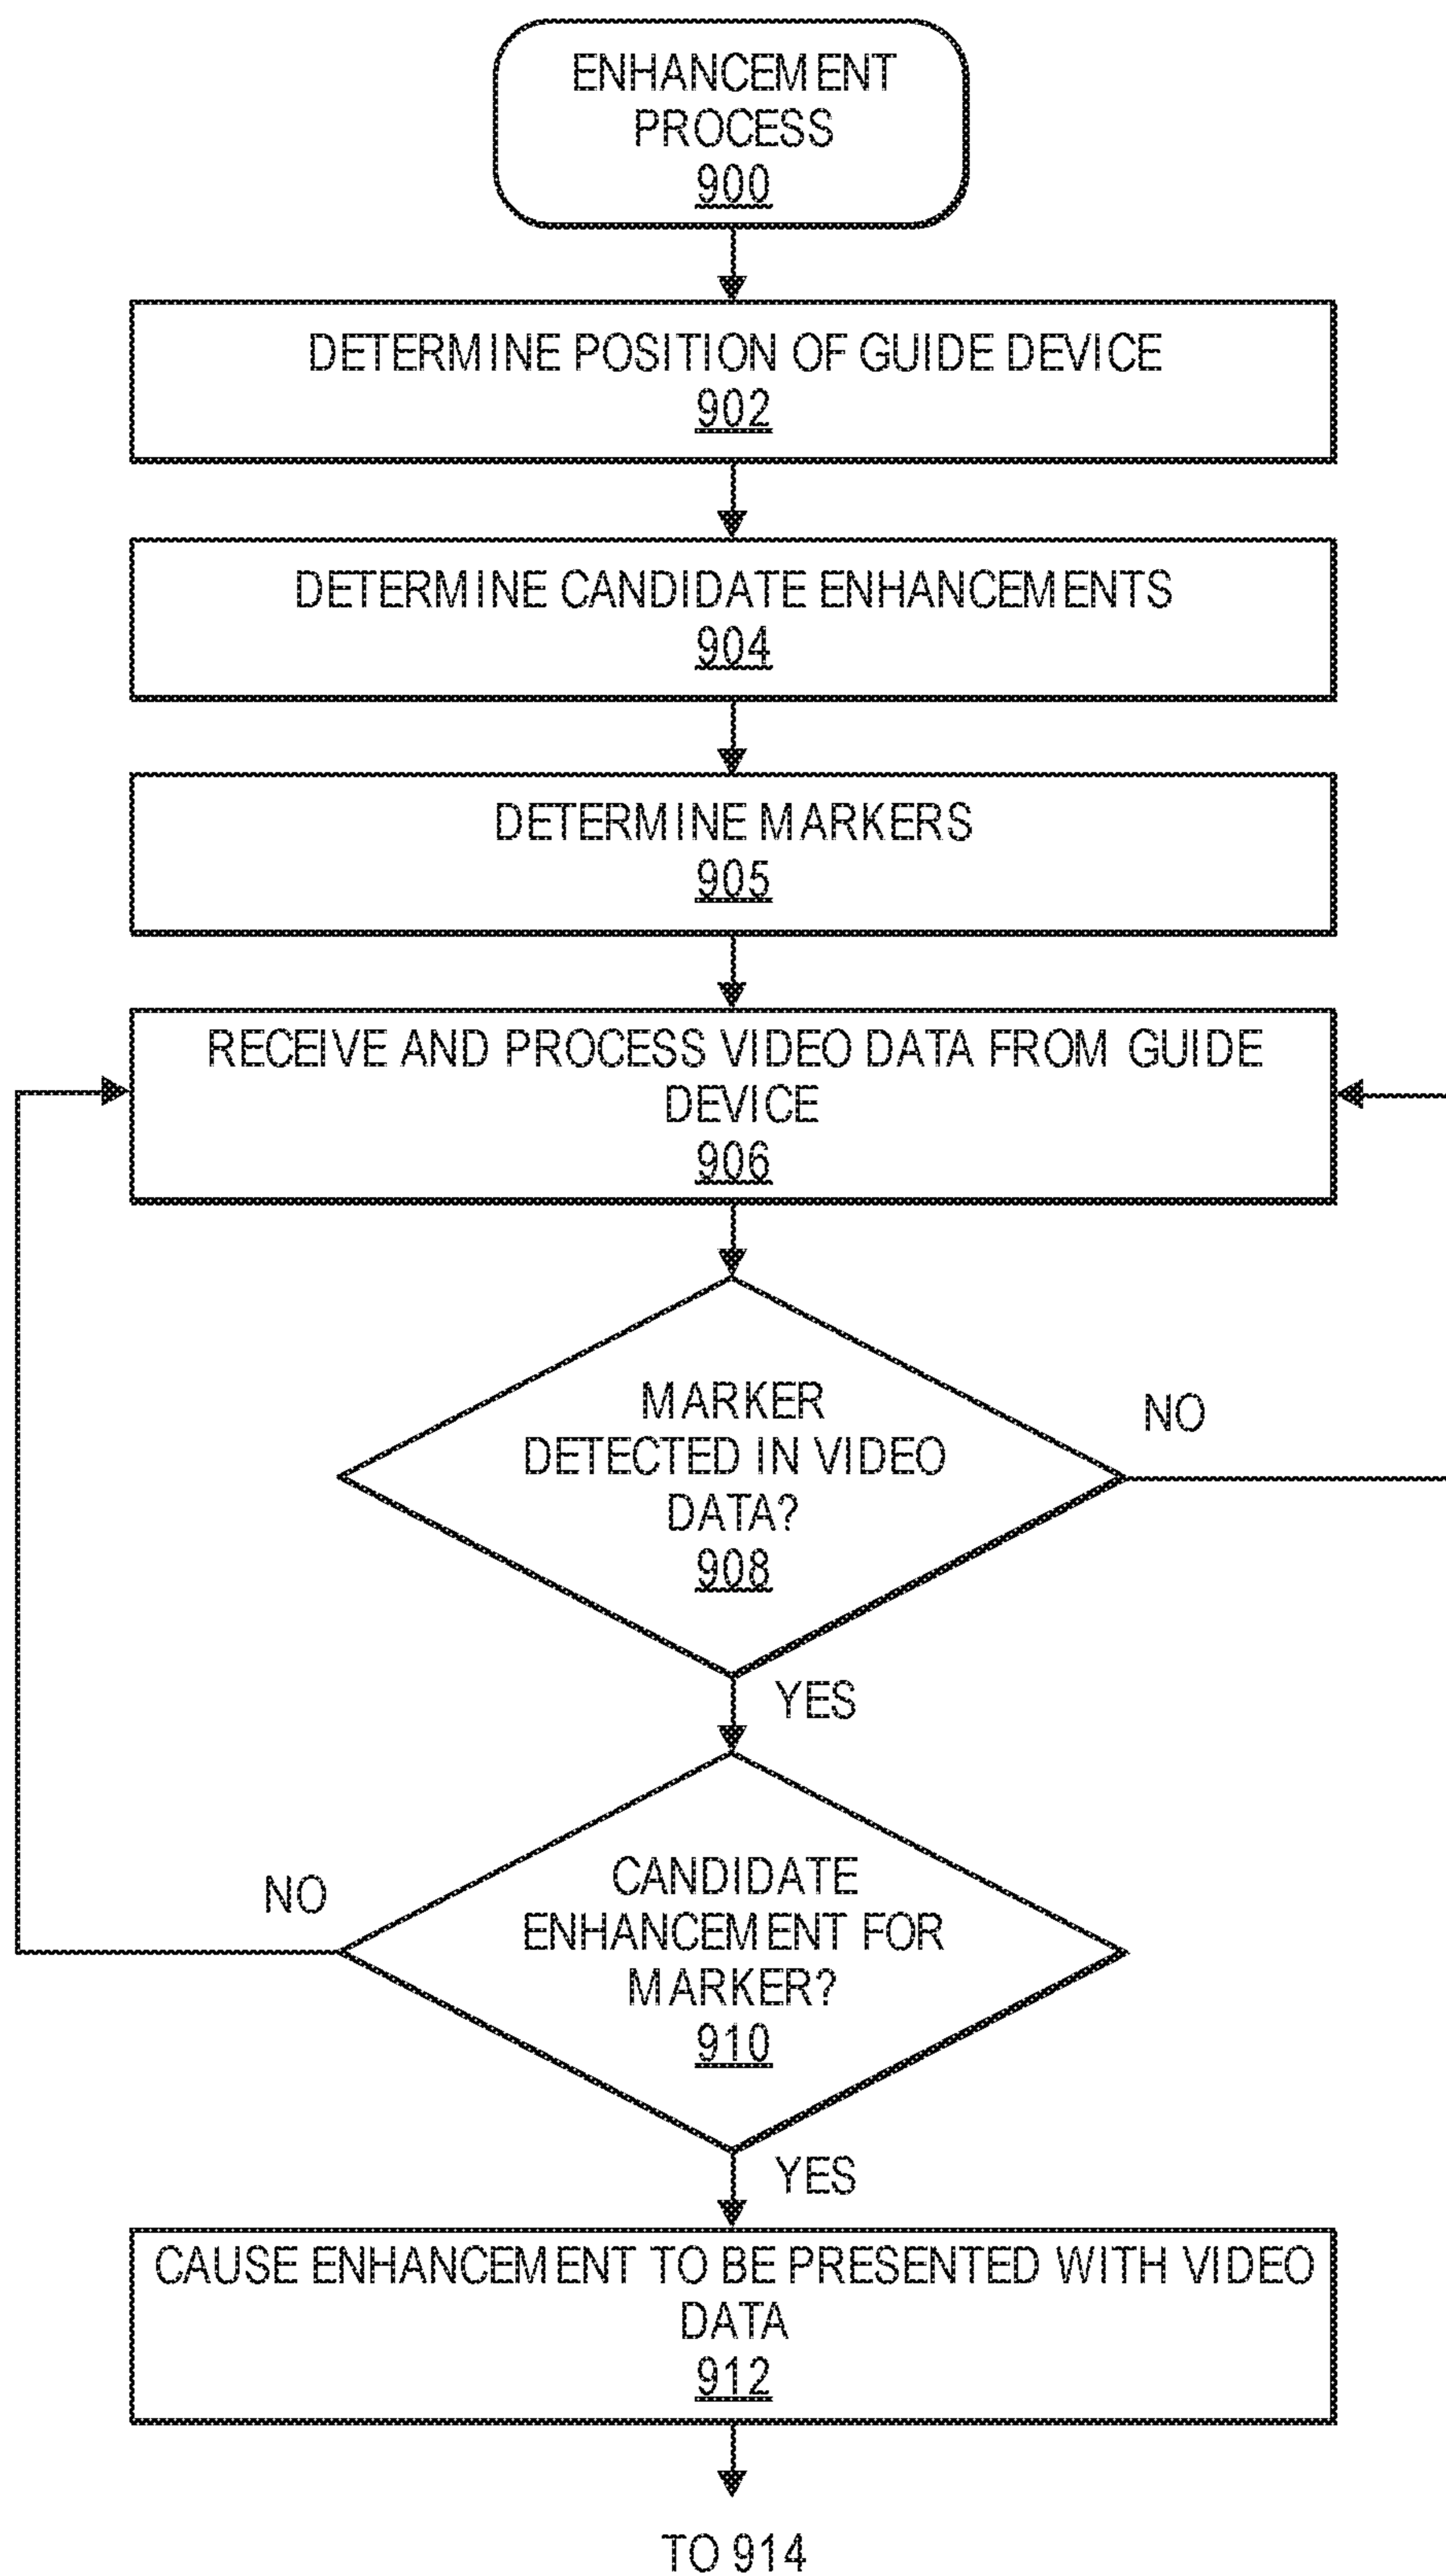 ENHANCEMENT
PROCESS
900
DETERMINE POSITION OF GUIDE DEVICE
902
DETERMINE CANDIDATE ENHANCEMENTS
904
DETERMINE MARKERS
905
RECEIVE AND PROCESS VIDEO DATA FROM GUIDE
DEVICE
906
MARKER
DETECTED IN VIDEO
DATA?
908
NO
YES
CANDIDATE
ENHANCEMENT FOR
MARKER?
910
NO
YES
CAUSE ENHANCEMENT TO BE PRESENTED WITH VIDEO
DATA
912
TO 914